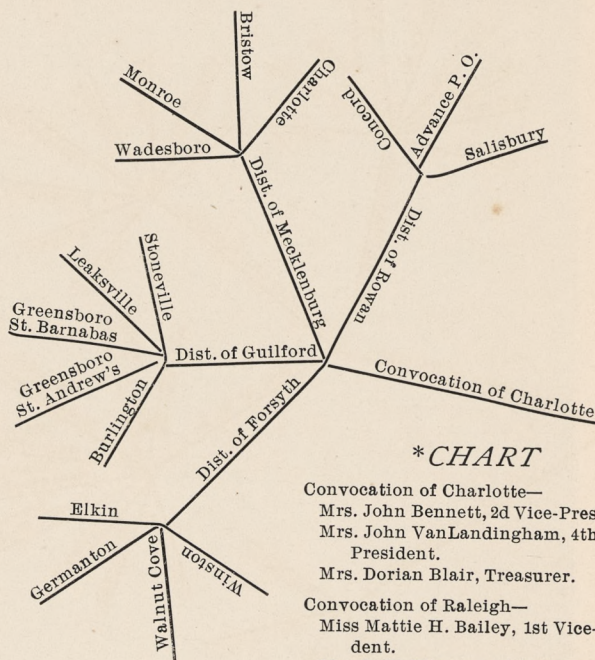 Bristow
Monroe
Charlotte
Wadesboro
Dist. of Mecklenburg
Concord
Advance P. O.
Salisbury
Dist. of Rowan
Stoneville
Leaksville
Greensboro
St. Barnabas
Greensboro
St. Andrew's
Burlington
Dist. of Guilford
Convocation of Charlotte
Dist. of Forsyth
Elkin
Germanton
Walnut Cove
Winston
*CHART
Convocation of Charlotte—
Mrs. John Bennett, 2d Vice-Pres
Mrs. John VanLandingham, 4th
President.
Mrs. Dorian Blair, Treasurer.
Convocation of Raleigh—
Miss Mattie H. Bailey, 1st Vice-
dent.